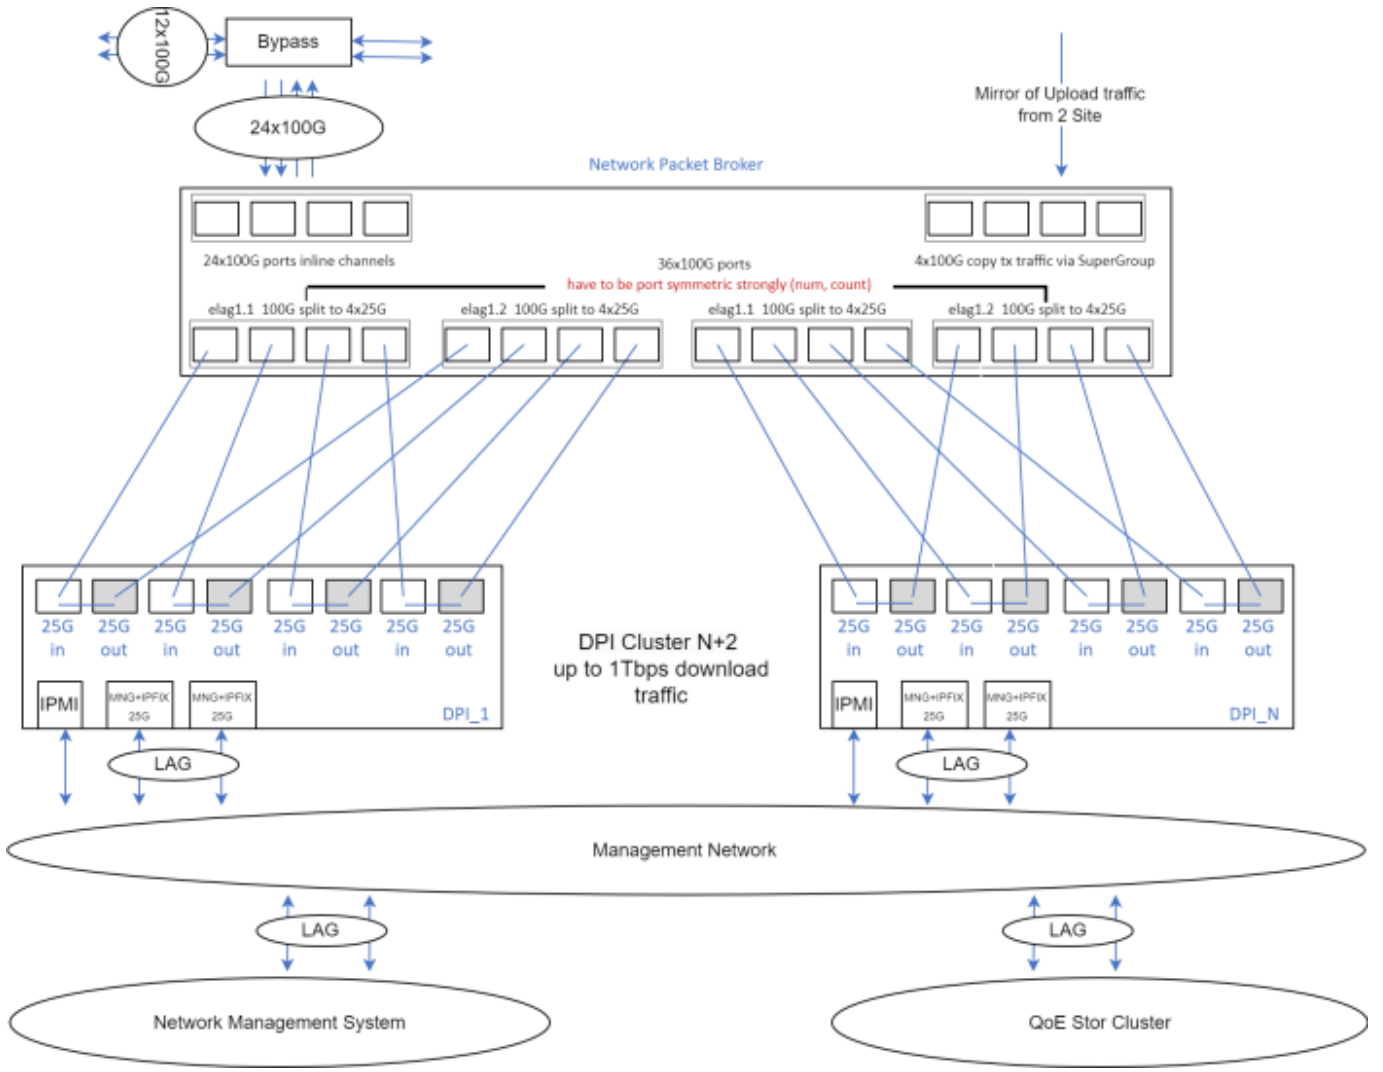 12x100G
Bypass
24x100G
Mirror of Upload traffic
from 2 Site
Network Packet Broker
24x100G ports inline channels
36x100G ports
4x100G copy tx traffic via SuperGroup
have to be port symmetric strongly (num, count)
elag1.1 100G split to 4x25G
elag1.2 100G split to 4x25G
elag1.1 100G split to 4x25G
elag1.2 100G split to 4x25G
25G in
25G out
25G in
25G out
25G in
25G out
25G in
25G out
IPMI
MNG+IPFIX
25G
MNG+IPFIX
25G
DPI_1
DPI Cluster N+2
up to 1Tbps download
traffic
25G in
25G out
25G in
25G out
25G in
25G out
25G in
25G out
IPMI
MNG+IPFIX
25G
MNG+IPFIX
25G
DPI_N
LAG
LAG
Management Network
LAG
LAG
Network Management System
QoE Stor Cluster